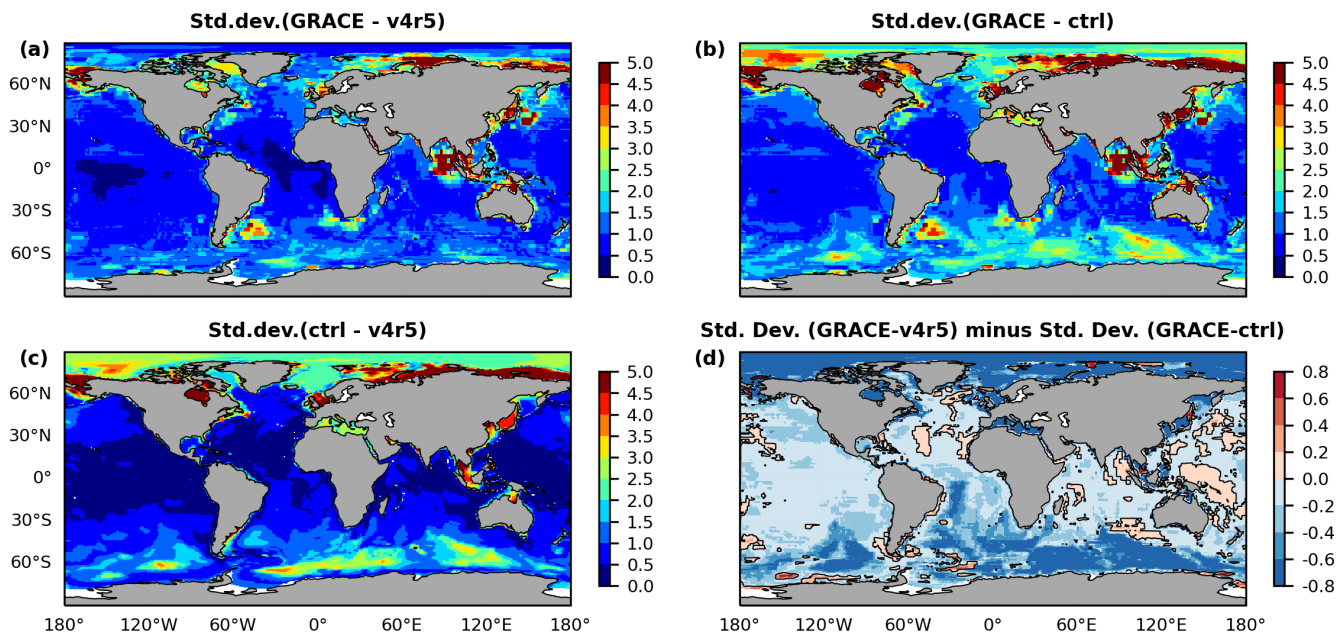 Std.dev.(GRACE - v4r5)
(a)
60°N
30°N
0°
30°S
60°S
5.0
4.5
4.0
3.5
3.0
2.5
2.0
1.5
1.0
0.5
0.0
Std.dev.(GRACE - ctrl)
(b)
5.0
4.5
4.0
3.5
3.0
2.5
2.0
1.5
1.0
0.5
0.0
Std.dev.(ctrl - v4r5)
(c)
60°N
30°N
0°
30°S
60°S
180° 120°W 60°W 0° 60°E 120°E 180°
5.0
4.5
4.0
3.5
3.0
2.5
2.0
1.5
1.0
0.5
0.0
Std. Dev. (GRACE-v4r5) minus Std. Dev. (GRACE-ctrl)
(d)
180° 120°W 60°W 0° 60°E 120°E 180°
0.8
0.6
0.4
0.2
0.0
-0.2
-0.4
-0.6
-0.8